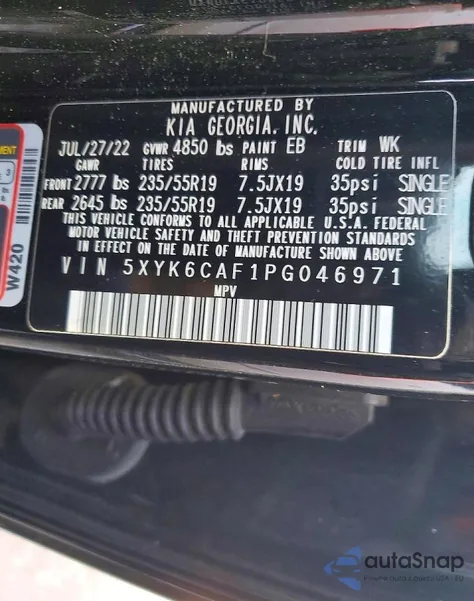 MANUFACTURED BY
KIA GEORGIA, INC.
JUL/27/22 GVWR 4850 lbs PAINT EB TRIM WK
GAWR TIRES RIMS COLD TIRE INFL
FRONT 2777 lbs 235/55R19 7.5JX19 35psi SINGLE
REAR 2645 lbs 235/55R19 7.5JX19 35psi SINGLE
THIS VEHICLE CONFORMS TO ALL APPLICABLE U.S.A. FEDERAL
MOTOR VEHICLE SAFETY AND THEFT PREVENTION STANDARDS
IN EFFECT ON THE DATE OF MANUFACTURE SHOWN ABOVE.
VIN 5XYK6CAF1PG046971
MPV
W420
3
autaSnap